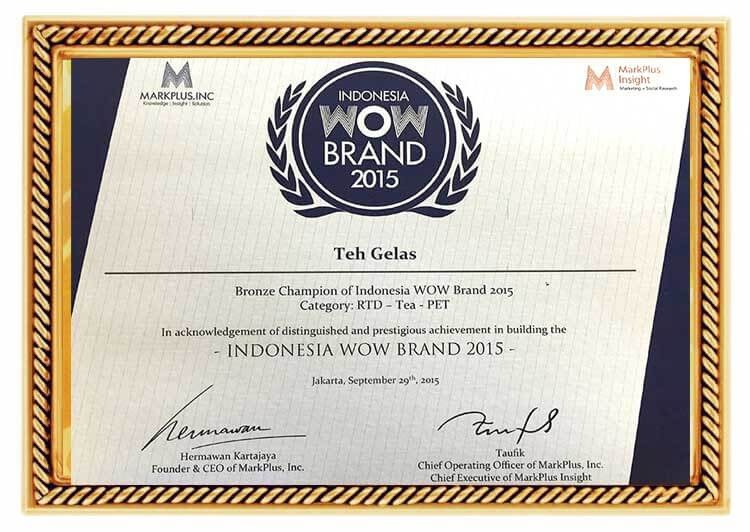 MARKPLUS.INC
Knowledge | Insight | Solution
INDONESIA
WOW
BRAND
2015
MarkPlus
Insight
Marketing + Social Research
Teh Gelas
Bronze Champion of Indonesia WOW Brand 2015
Category: RTD – Tea - PET
In acknowledgement of distinguished and prestigious achievement in building the
- INDONESIA WOW BRAND 2015 -
Jakarta, September 29th, 2015
Hermawan
Hermawan Kartajaya
Founder & CEO of MarkPlus, Inc.
Taufik
Chief Operating Officer of MarkPlus, Inc.
Chief Executive of MarkPlus Insight